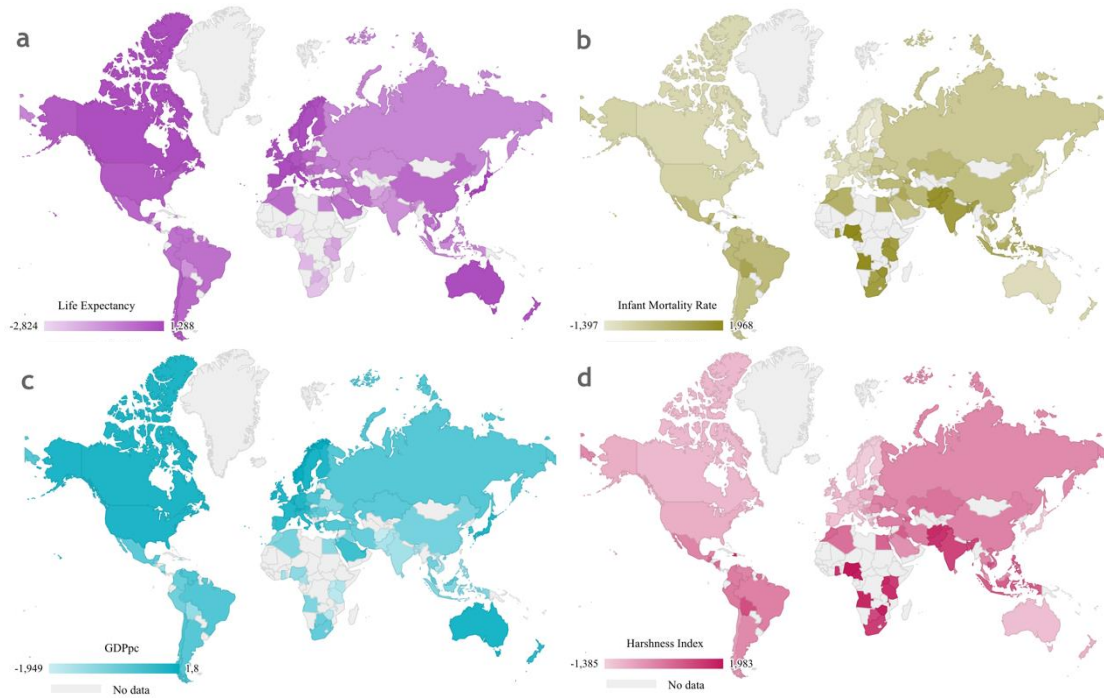 a
b
Life Expectancy
-2,824 1,288
Infant Mortality Rate
-1,397 1,968
c
d
GDPpc
-1,949 1,8
No data
Harshness Index
-1,385 1,983
No data